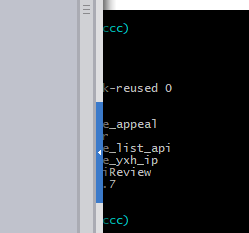 ccc)
k-reused 0
e_appeal
r
e_list_api
e_yxh_ip
iReview
.7
ccc)